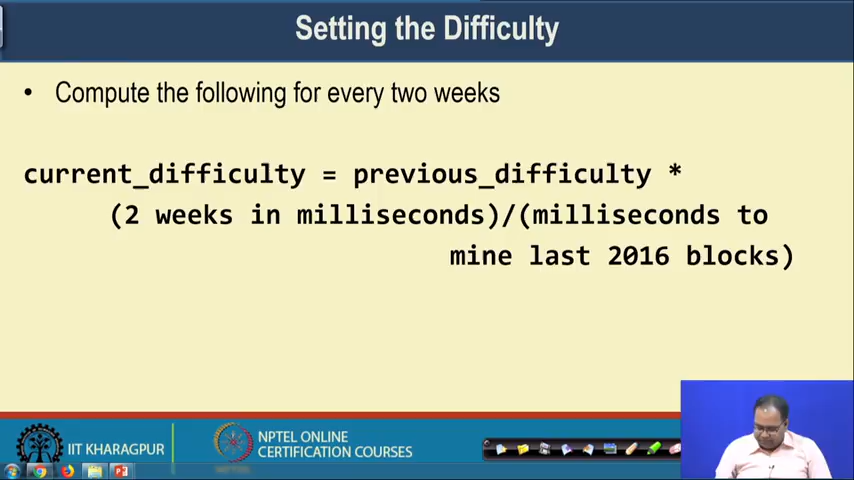 Setting the Difficulty
• Compute the following for every two weeks
current_difficulty = previous_difficulty *
(2 weeks in milliseconds)/(milliseconds to
mine last 2016 blocks)
IIT KHARAGPUR
NPTEL ONLINE
CERTIFICATION COURSES